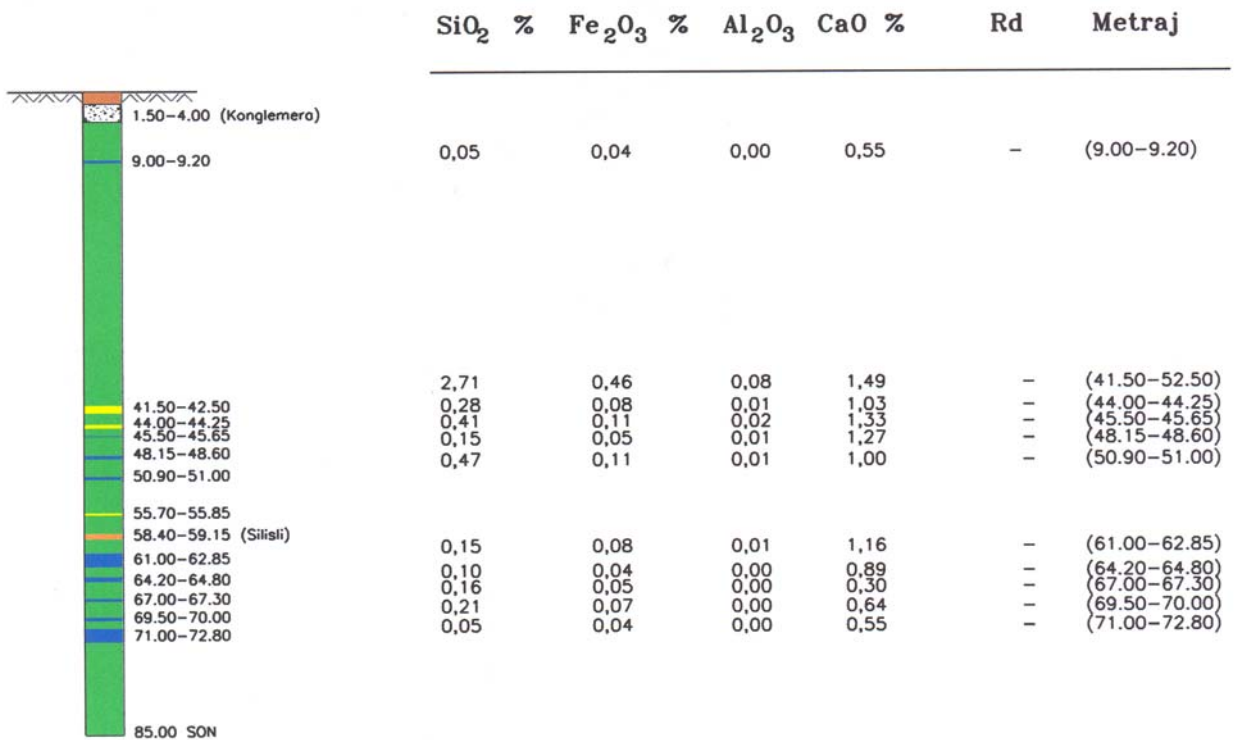 SiO2 % Fe2O3 % Al2O3 CaO % Rd Metraj
1.50-4.00 (Konglemera)
9.00-9.20 0,05 0,04 0,00 0,55 - (9.00-9.20)
2,71 0,46 0,08 1,49 - (41.50-52.50)
41.50-42.50 0,28 0,08 0,01 1,03 - (44.00-44.25)
44.00-44.25 0,41 0,11 0,02 1,33 - (45.50-45.65)
45.50-45.65 0,15 0,05 0,01 1,27 - (48.15-48.60)
48.15-48.60 0,47 0,11 0,01 1,00 - (50.90-51.00)
50.90-51.00
55.70-55.85
58.40-59.15 (Silisli)
0,15 0,08 0,01 1,16 - (61.00-62.85)
61.00-62.85 0,10 0,04 0,00 0,89 - (64.20-64.80)
64.20-64.80 0,16 0,05 0,00 0,30 - (67.00-67.30)
67.00-67.30 0,21 0,07 0,00 0,64 - (69.50-70.00)
69.50-70.00 0,05 0,04 0,00 0,55 - (71.00-72.80)
71.00-72.80
85.00 SON